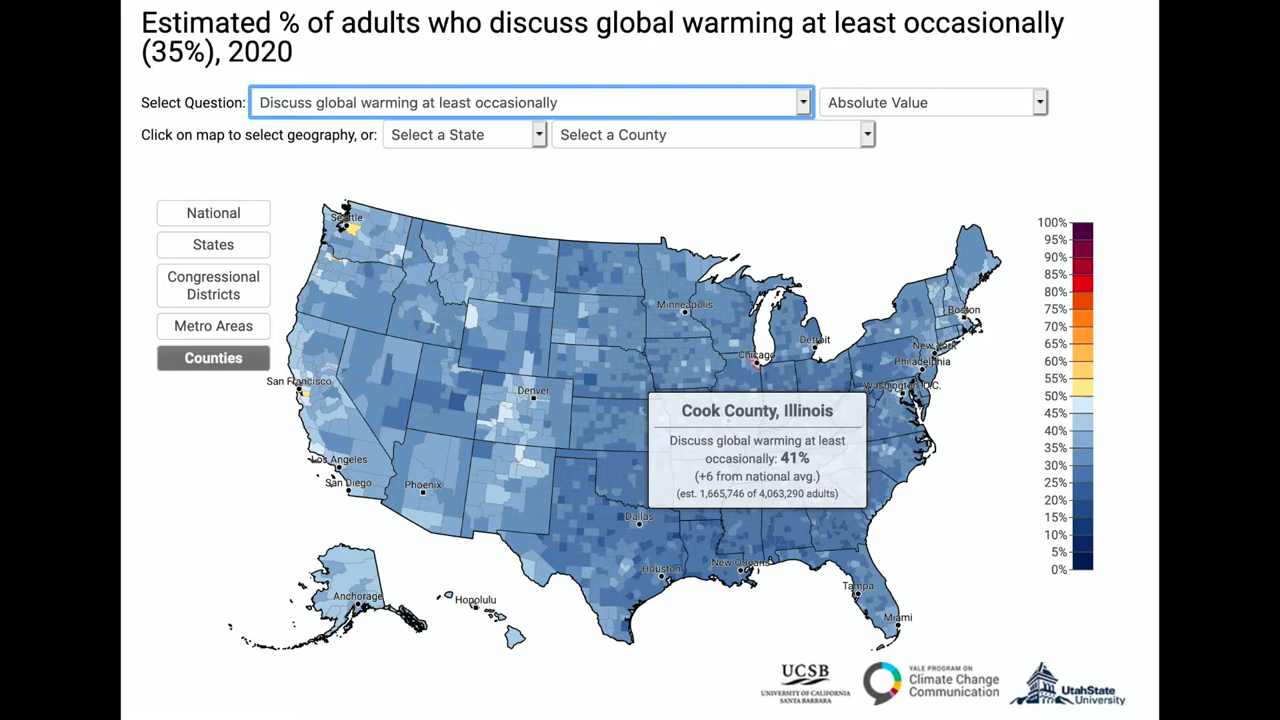 Estimated % of adults who discuss global warming at least occasionally
(35%), 2020
Select Question:
Discuss global warming at least occasionally
Absolute Value
Click on map to select geography, or:
Select a State
Select a County
National
States
Congressional
Districts
Metro Areas
Counties
Seattle
Minneapolis
Boston
Detroit
New York
Chicago
Philadelphia
San Francisco
Washington, D.C.
Denver
Cook County, Illinois
Discuss global warming at least
occasionally: 41%
(+6 from national avg.)
(est. 1,665,746 of 4,063,290 adults)
Los Angeles
San Diego
Phoenix
Dallas
Houston
New Orleans
Tampa
Miami
Anchorage
Honolulu
100%
95%
90%
85%
80%
75%
70%
65%
60%
55%
50%
45%
40%
35%
30%
25%
20%
15%
10%
5%
0%
UCSB
UNIVERSITY OF CALIFORNIA
SANTA BARBARA
YALE PROGRAM ON
Climate Change
Communication
UtahState
University